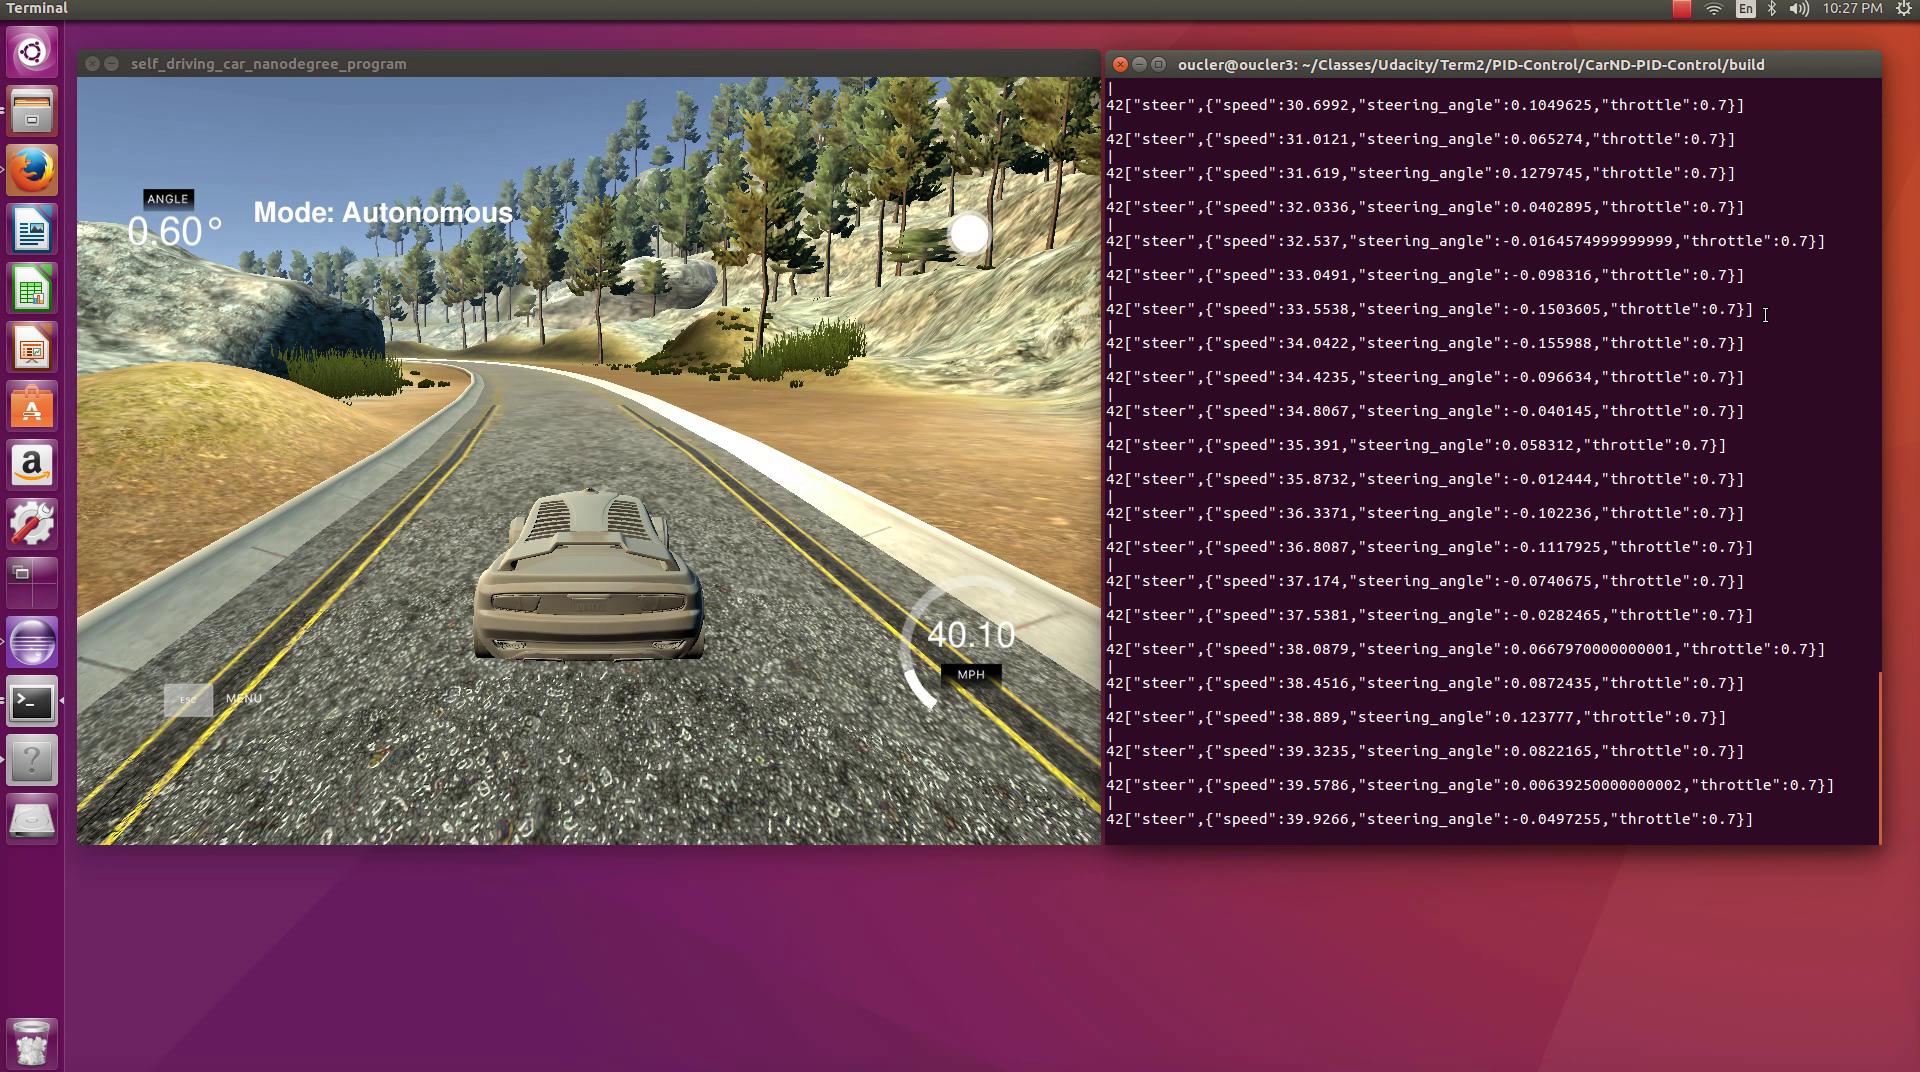 Terminal
En
10:27 PM
self_driving_car_nanodegree_program
ANGLE
0.60°
Mode: Autonomous
40.10
MPH
ESC
MENU
oucler@oucler3: ~/Classes/Udacity/Term2/PID-Control/CarND-PID-Control/build
|
42["steer",{"speed":30.6992,"steering_angle":0.1049625,"throttle":0.7}]
|
42["steer",{"speed":31.0121,"steering_angle":0.065274,"throttle":0.7}]
|
42["steer",{"speed":31.619,"steering_angle":0.1279745,"throttle":0.7}]
|
42["steer",{"speed":32.0336,"steering_angle":0.0402895,"throttle":0.7}]
|
42["steer",{"speed":32.537,"steering_angle":-0.0164574999999999,"throttle":0.7}]
|
42["steer",{"speed":33.0491,"steering_angle":-0.098316,"throttle":0.7}]
|
42["steer",{"speed":33.5538,"steering_angle":-0.1503605,"throttle":0.7}]
|
42["steer",{"speed":34.0422,"steering_angle":-0.155988,"throttle":0.7}]
|
42["steer",{"speed":34.4235,"steering_angle":-0.096634,"throttle":0.7}]
|
42["steer",{"speed":34.8067,"steering_angle":-0.040145,"throttle":0.7}]
|
42["steer",{"speed":35.391,"steering_angle":0.058312,"throttle":0.7}]
|
42["steer",{"speed":35.8732,"steering_angle":-0.012444,"throttle":0.7}]
|
42["steer",{"speed":36.3371,"steering_angle":-0.102236,"throttle":0.7}]
|
42["steer",{"speed":36.8087,"steering_angle":-0.1117925,"throttle":0.7}]
|
42["steer",{"speed":37.174,"steering_angle":-0.0740675,"throttle":0.7}]
|
42["steer",{"speed":37.5381,"steering_angle":-0.0282465,"throttle":0.7}]
|
42["steer",{"speed":38.0879,"steering_angle":0.0667970000000001,"throttle":0.7}]
|
42["steer",{"speed":38.4516,"steering_angle":0.0872435,"throttle":0.7}]
|
42["steer",{"speed":38.889,"steering_angle":0.123777,"throttle":0.7}]
|
42["steer",{"speed":39.3235,"steering_angle":0.0822165,"throttle":0.7}]
|
42["steer",{"speed":39.5786,"steering_angle":0.00639250000000002,"throttle":0.7}]
|
42["steer",{"speed":39.9266,"steering_angle":-0.0497255,"throttle":0.7}]